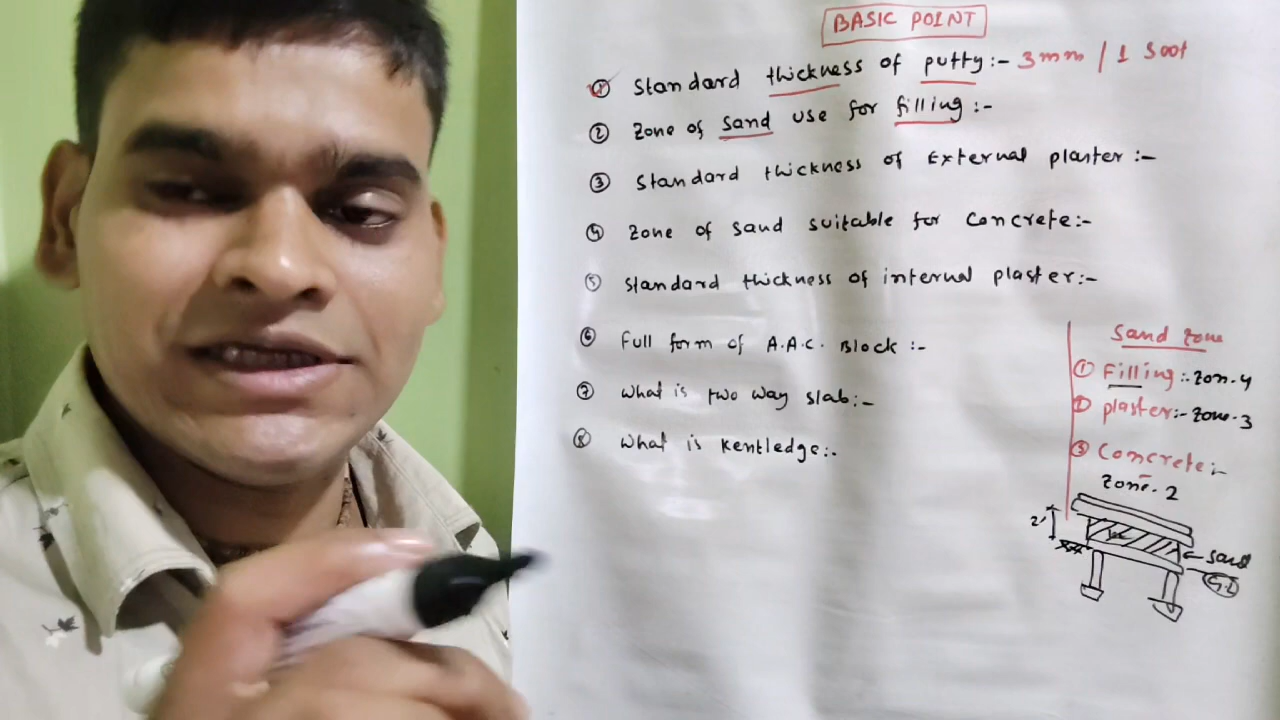 BASIC POINT
① Standard thickness of putty:- 3mm / 1 Soot
② Zone of Sand use for filling:-
③ Standard thickness of External plaster:-
④ Zone of sand suitable for Concrete:-
⑤ Standard thickness of internal plaster:-
⑥ Full form of A.A.C. Block:-
⑦ What is two way slab:-
⑧ What is Kentledge:-
Sand zone
① Filling:- Zon-4
② plaster:- Zone-3
③ Concrete:-
Zone-2
2'
Sand